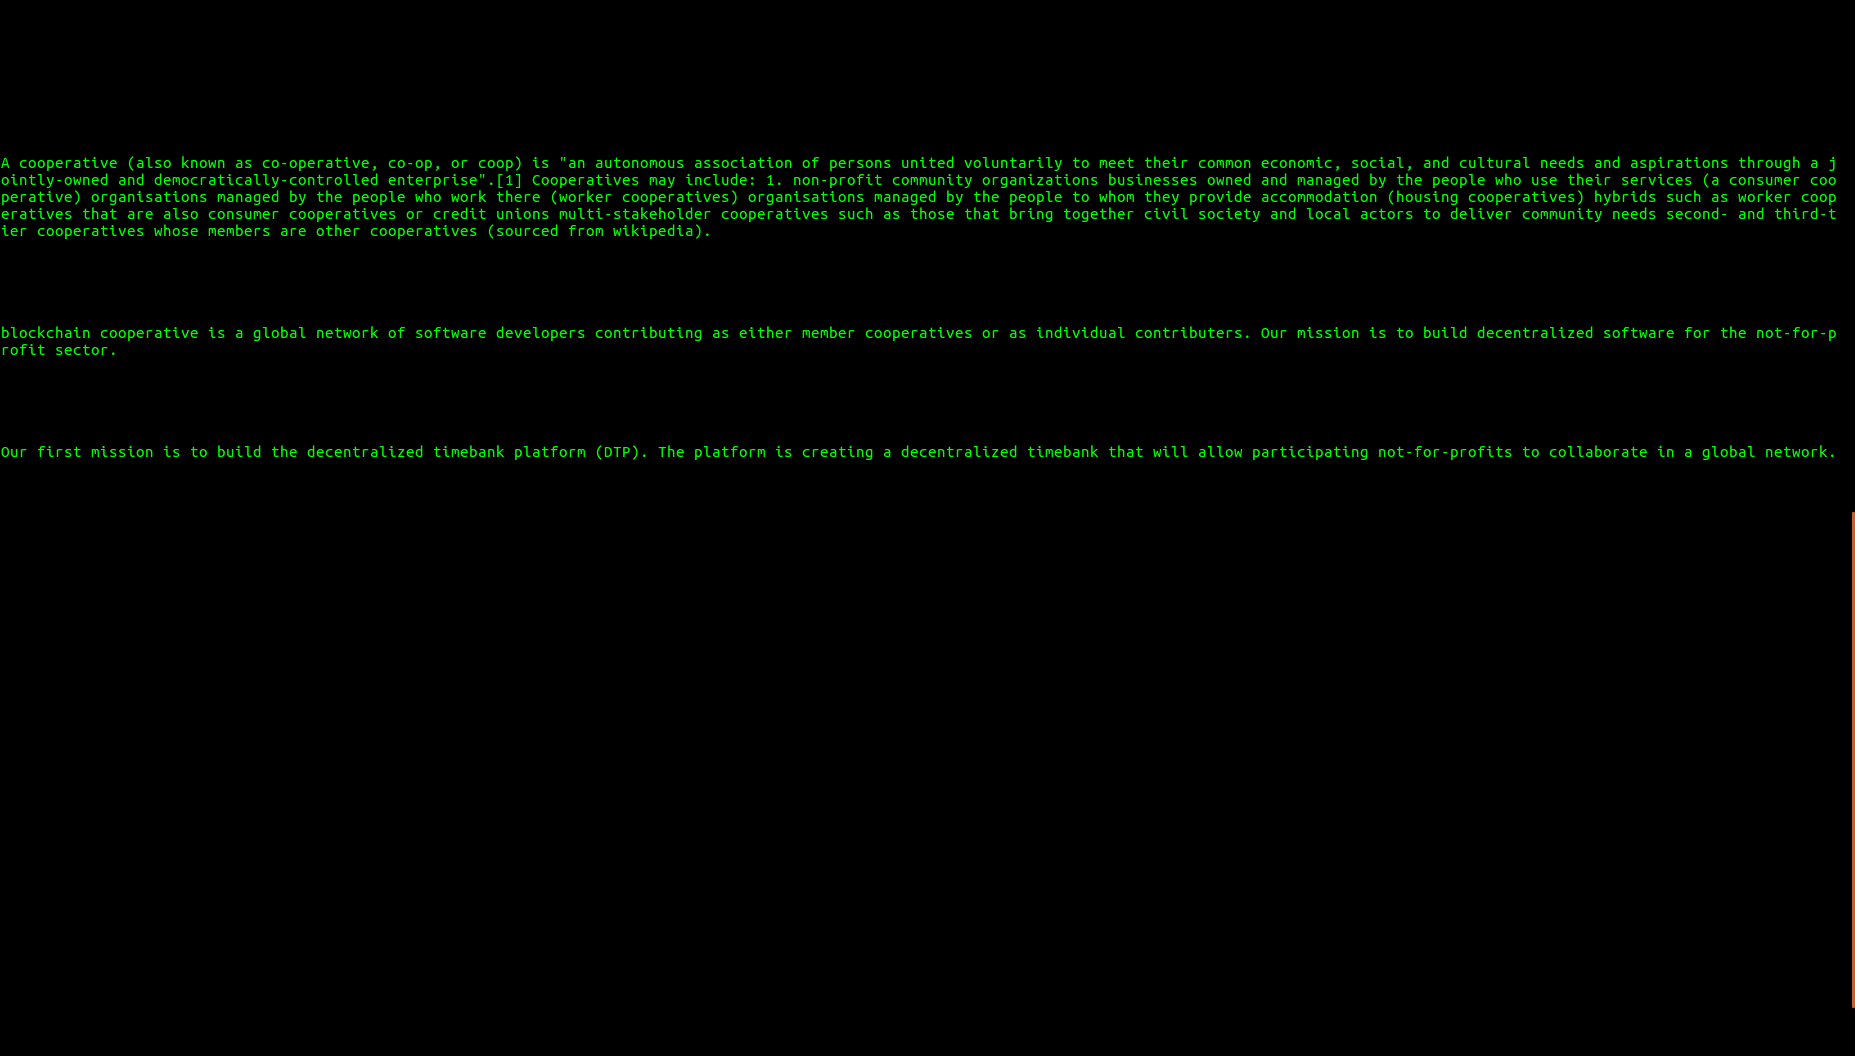 A cooperative (also known as co-operative, co-op, or coop) is "an autonomous association of persons united voluntarily to meet their common economic, social, and cultural needs and aspirations through a j
ointly-owned and democratically-controlled enterprise".[1] Cooperatives may include: 1. non-profit community organizations businesses owned and managed by the people who use their services (a consumer coo
perative) organisations managed by the people who work there (worker cooperatives) organisations managed by the people to whom they provide accommodation (housing cooperatives) hybrids such as worker coop
eratives that are also consumer cooperatives or credit unions multi-stakeholder cooperatives such as those that bring together civil society and local actors to deliver community needs second- and third-t
ier cooperatives whose members are other cooperatives (sourced from wikipedia).
blockchain cooperative is a global network of software developers contributing as either member cooperatives or as individual contributers. Our mission is to build decentralized software for the not-for-p
rofit sector.
Our first mission is to build the decentralized timebank platform (DTP). The platform is creating a decentralized timebank that will allow participating not-for-profits to collaborate in a global network.